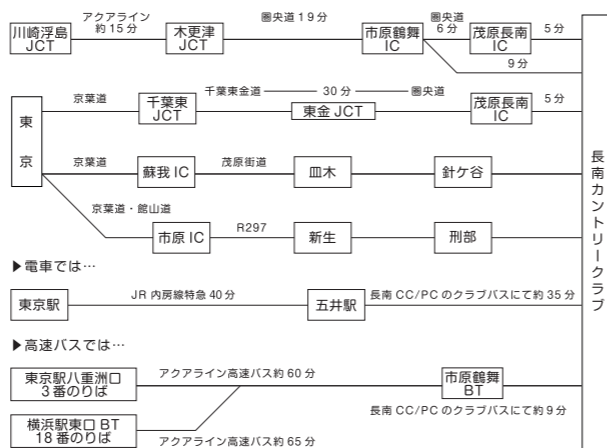 アクアライン
約15分
圏央道19分
圏央道
6分
5分
川崎浮島
JCT
木更津
JCT
市原鶴舞
IC
茂原長南
IC
9分
東京
京葉道
千葉東
JCT
千葉東金道
30分
圏央道
東金JCT
茂原長南
IC
5分
京葉道
蘇我IC
茂原街道
皿木
針ケ谷
京葉道・館山道
市原IC
R297
新生
刑部
長南カントリークラブ
▶電車では…
東京駅
JR内房線特急40分
五井駅
長南CC/PCのクラブバスにて約35分
▶高速バスでは…
東京駅八重洲口
3番のりば
アクアライン高速バス約60分
市原鶴舞
BT
長南CC/PCのクラブバスにて約9分
横浜駅東口BT
18番のりば
アクアライン高速バス約65分